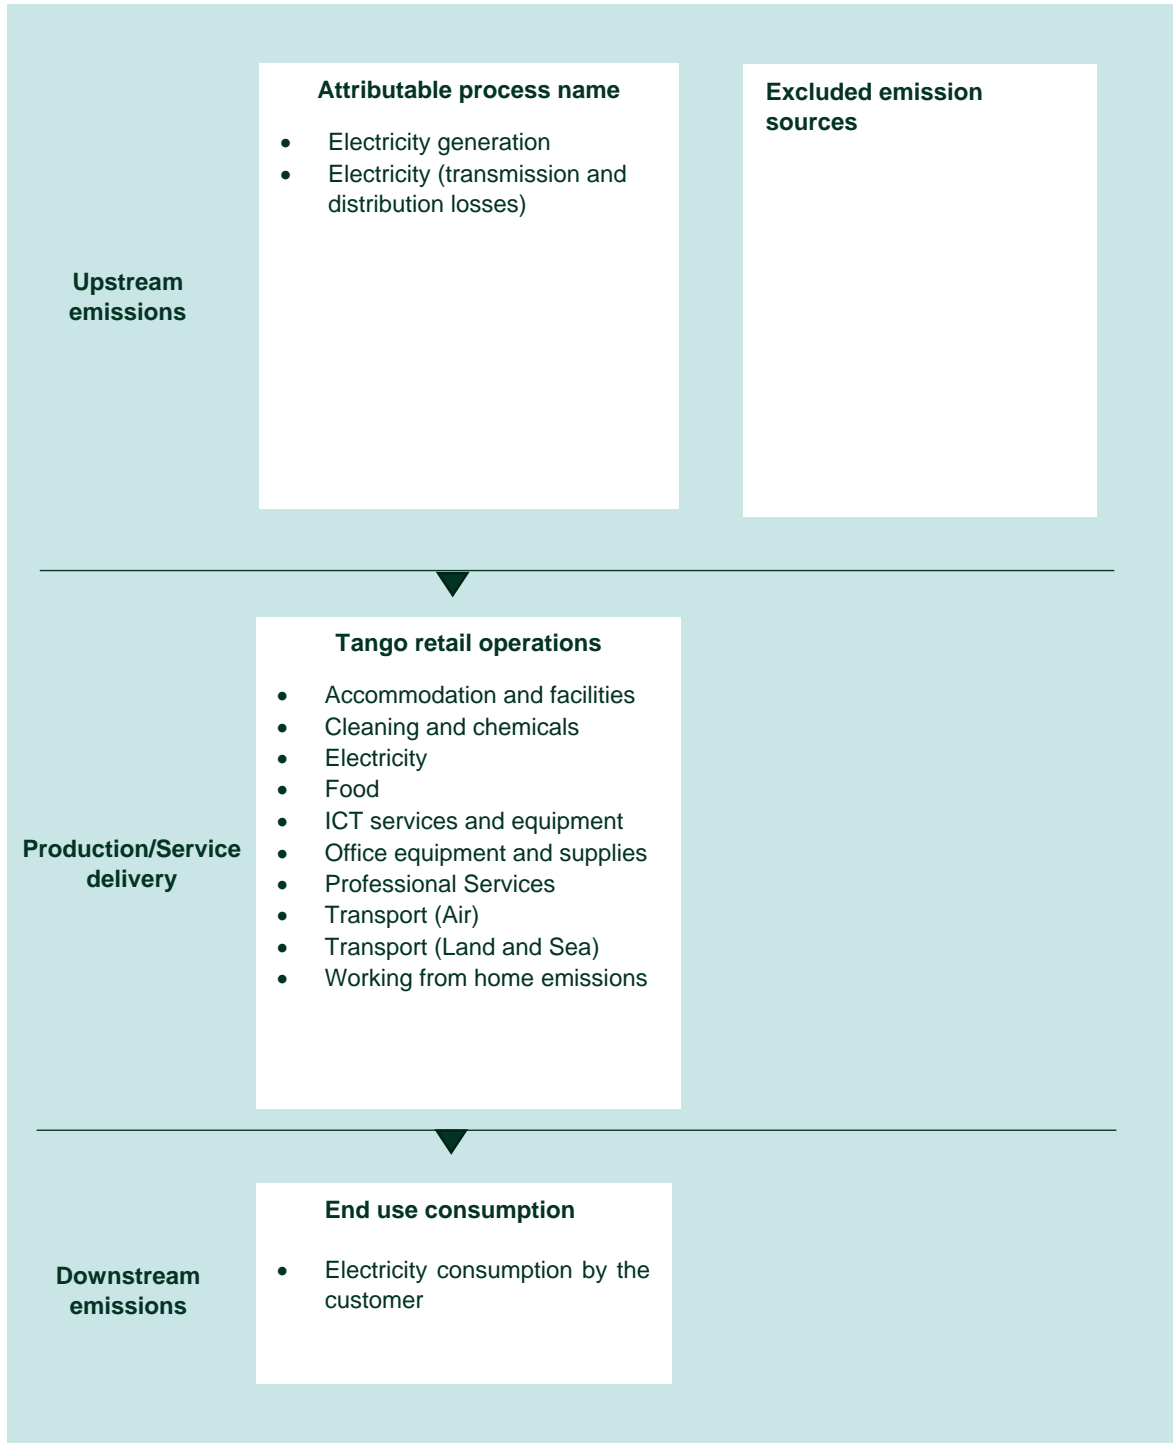 Attributable process name
• Electricity generation
• Electricity (transmission and
distribution losses)
Excluded emission
sources
Upstream
emissions
Tango retail operations
• Accommodation and facilities
• Cleaning and chemicals
• Electricity
• Food
• ICT services and equipment
• Office equipment and supplies
• Professional Services
• Transport (Air)
• Transport (Land and Sea)
• Working from home emissions
Production/Service
delivery
End use consumption
• Electricity consumption by the
customer
Downstream
emissions